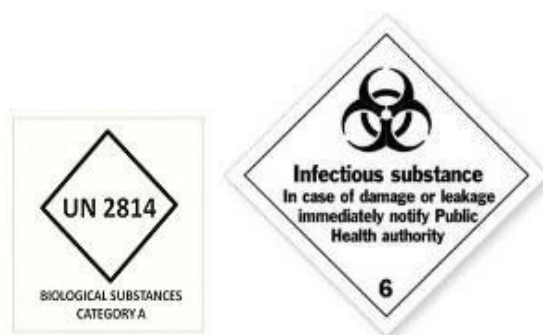 UN 2814
BIOLOGICAL SUBSTANCES
CATEGORY A
Infectious substance
In case of damage or leakage
immediately notify Public
Health authority
6